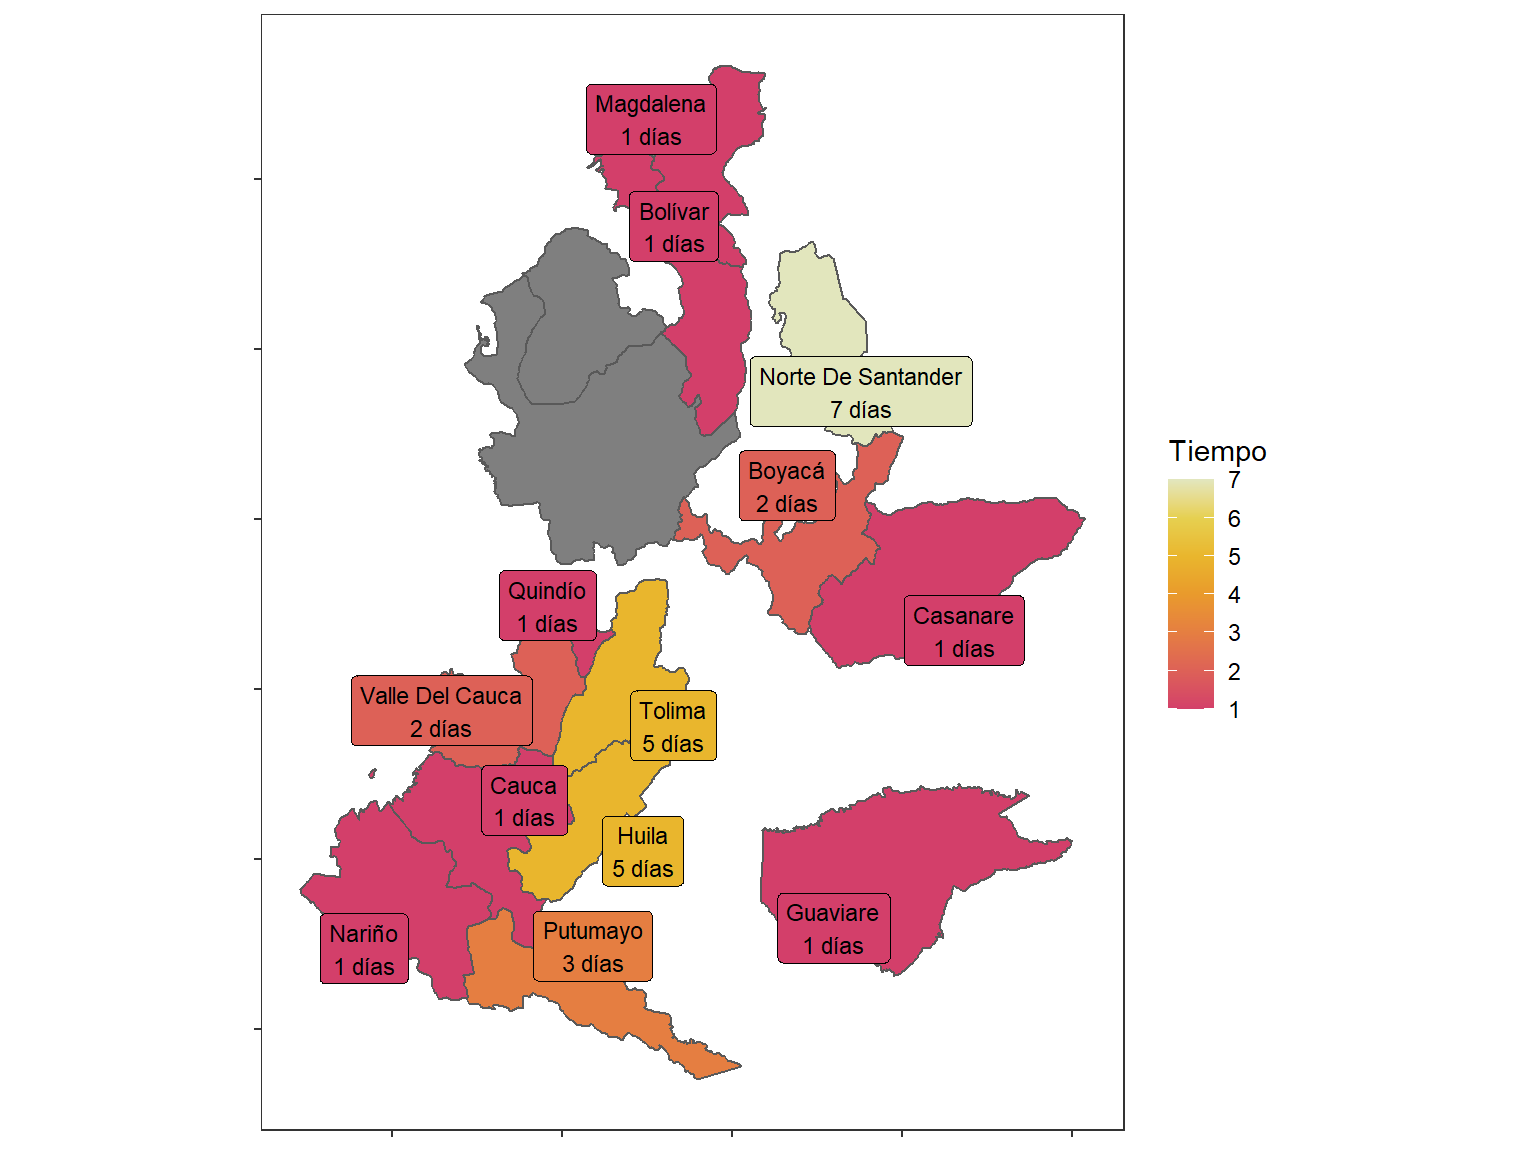 Magdalena
1 días
Bolívar
1 días
Norte De Santander
7 días
Boyacá
2 días
Quindío
1 días
Casanare
1 días
Valle Del Cauca
2 días
Tolima
5 días
Cauca
1 días
Huila
5 días
Guaviare
1 días
Nariño
1 días
Putumayo
3 días
Tiempo
7
6
5
4
3
2
1